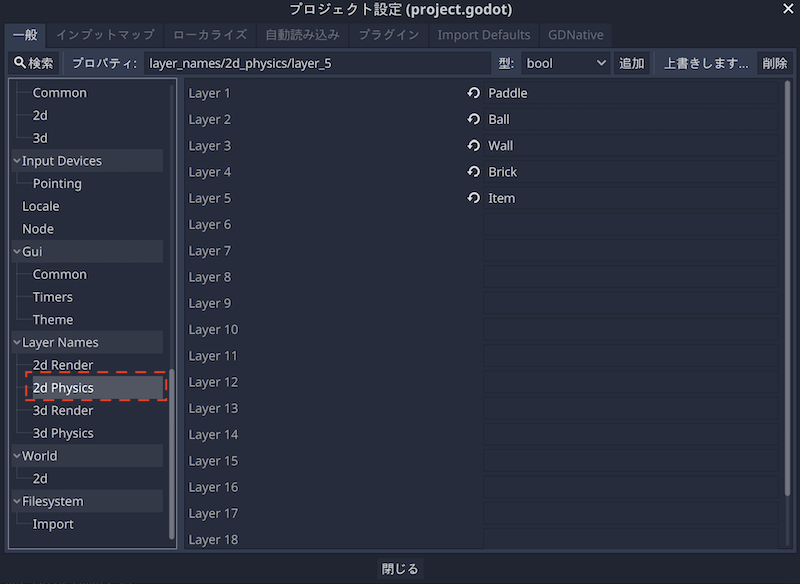 プロジェクト設定 (project.godot)
一般 インプットマップ ローカライズ 自動読み込み プラグイン Import Defaults GDNative
検索 プロパティ: layer_names/2d_physics/layer_5 型: bool 追加 上書きします... 削除
Common
2d
3d
Input Devices
Pointing
Locale
Node
Gui
Common
Timers
Theme
Layer Names
2d Render
2d Physics
3d Render
3d Physics
World
2d
Filesystem
Import
Layer 1 Paddle
Layer 2 Ball
Layer 3 Wall
Layer 4 Brick
Layer 5 Item
Layer 6
Layer 7
Layer 8
Layer 9
Layer 10
Layer 11
Layer 12
Layer 13
Layer 14
Layer 15
Layer 16
Layer 17
Layer 18
閉じる